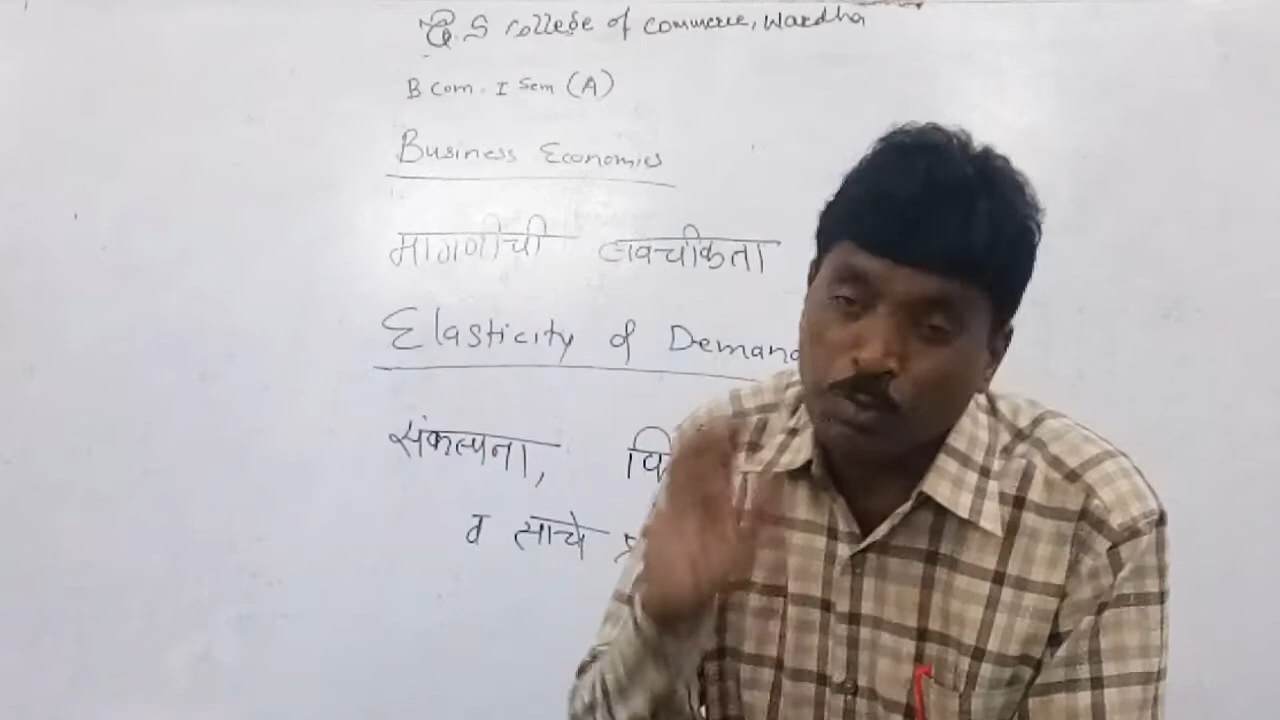 G.S College of Commerce, Wardha
B Com. I Sem (A)
Business Economics
मागणीची लवचीकता
Elasticity of Demand
संकल्पना,
व त्याचे